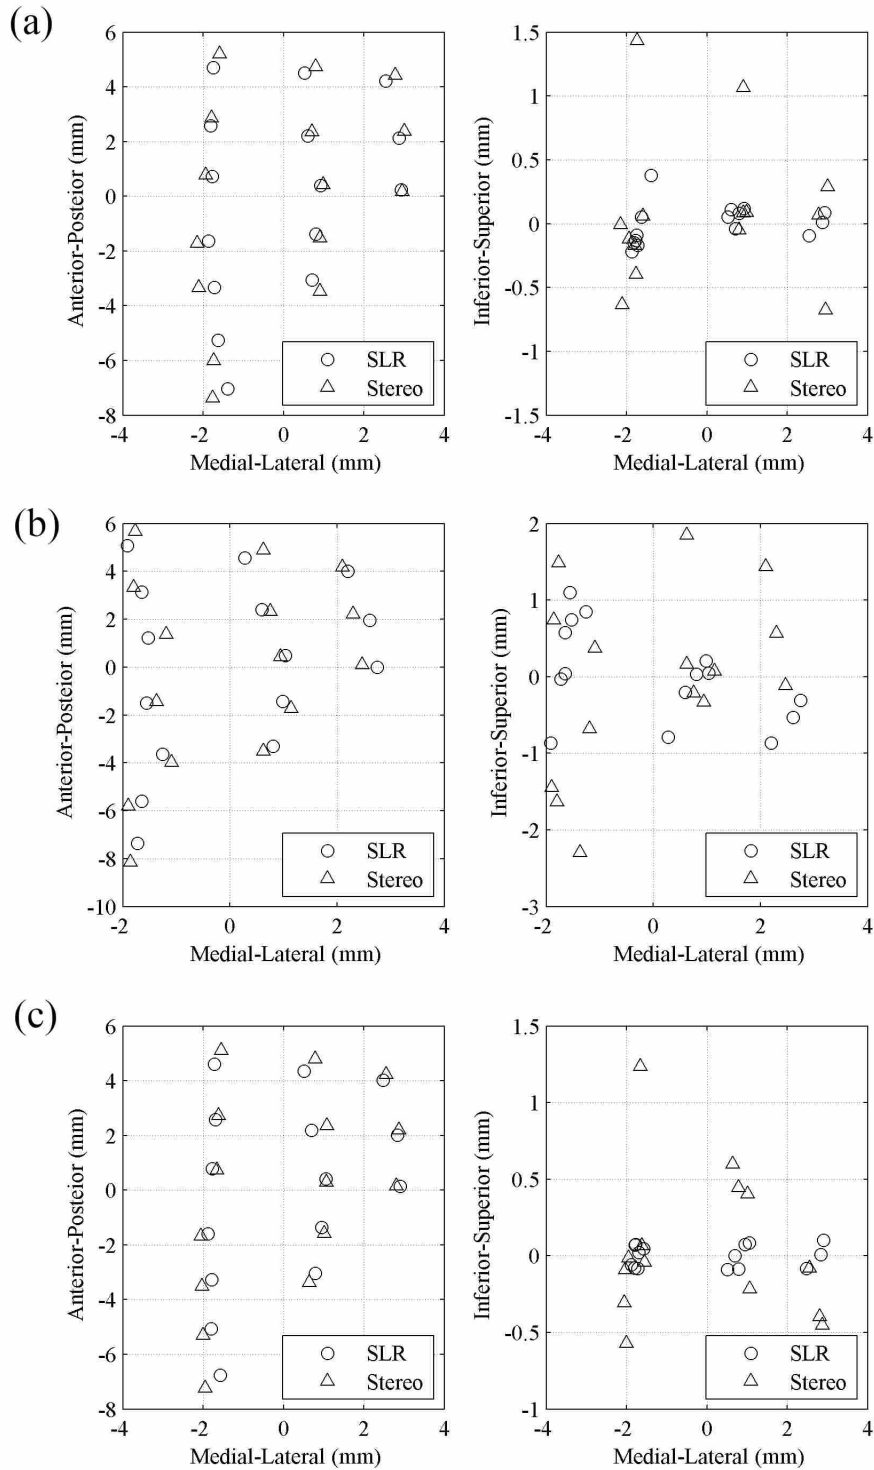 (a)
6
4
2
0
-2
-4
-6
-8
Anterior-Posteior (mm)
SLR
Stereo
-4 -2 0 2 4
Medial-Lateral (mm)
1.5
1
0.5
0
-0.5
-1
-1.5
Inferior-Superior (mm)
SLR
Stereo
-4 -2 0 2 4
Medial-Lateral (mm)
(b)
6
4
2
0
-2
-4
-6
-8
-10
Anterior-Posteior (mm)
SLR
Stereo
-2 0 2 4
Medial-Lateral (mm)
2
1
0
-1
-2
-3
Inferior-Superior (mm)
SLR
Stereo
-2 0 2 4
Medial-Lateral (mm)
(c)
6
4
2
0
-2
-4
-6
-8
Anterior-Posteior (mm)
SLR
Stereo
-4 -2 0 2 4
Medial-Lateral (mm)
1.5
1
0.5
0
-0.5
-1
Inferior-Superior (mm)
SLR
Stereo
-4 -2 0 2 4
Medial-Lateral (mm)